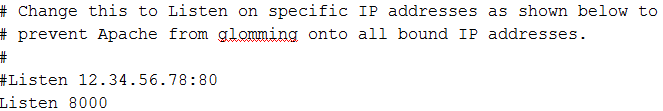 # Change this to Listen on specific IP addresses as shown below to
# prevent Apache from glomming onto all bound IP addresses.
#
#Listen 12.34.56.78:80
Listen 8000